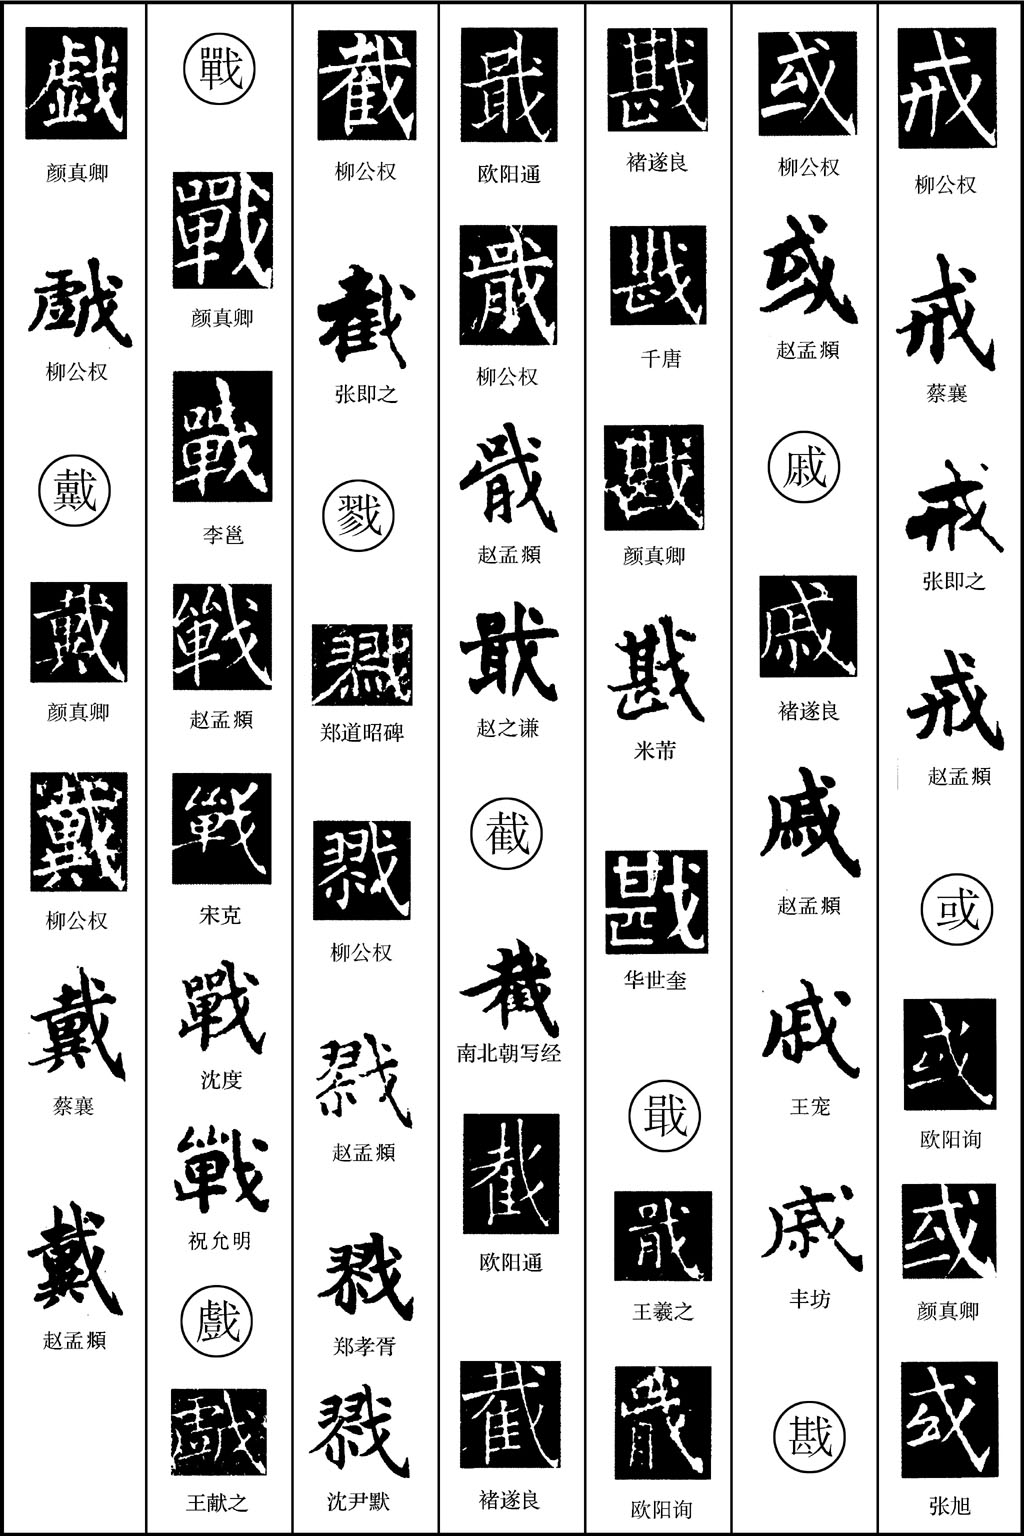 戒
柳公权
戒
蔡襄
戒
张即之
戒
赵孟頫
或
或
欧阳询
或
颜真卿
或
张旭
或
柳公权
或
赵孟頫
戚
戚
褚遂良
戚
赵孟頫
戚
王宠
戚
丰坊
戡
戡
褚遂良
戡
千唐
戡
颜真卿
戡
米芾
戡
华世奎
戢
戢
王羲之
戢
欧阳询
戢
欧阳通
戢
柳公权
戢
赵孟頫
戢
赵之谦
截
截
南北朝写经
截
欧阳通
截
褚遂良
截
柳公权
截
张即之
戮
戮
郑道昭碑
戮
柳公权
戮
赵孟頫
戮
郑孝胥
戮
沈尹默
戰
戰
颜真卿
戰
李邕
戰
赵孟頫
戰
宋克
戰
沈度
戰
祝允明
戲
戲
王献之
戲
颜真卿
戲
柳公权
戴
戴
颜真卿
戴
柳公权
戴
蔡襄
戴
赵孟頫